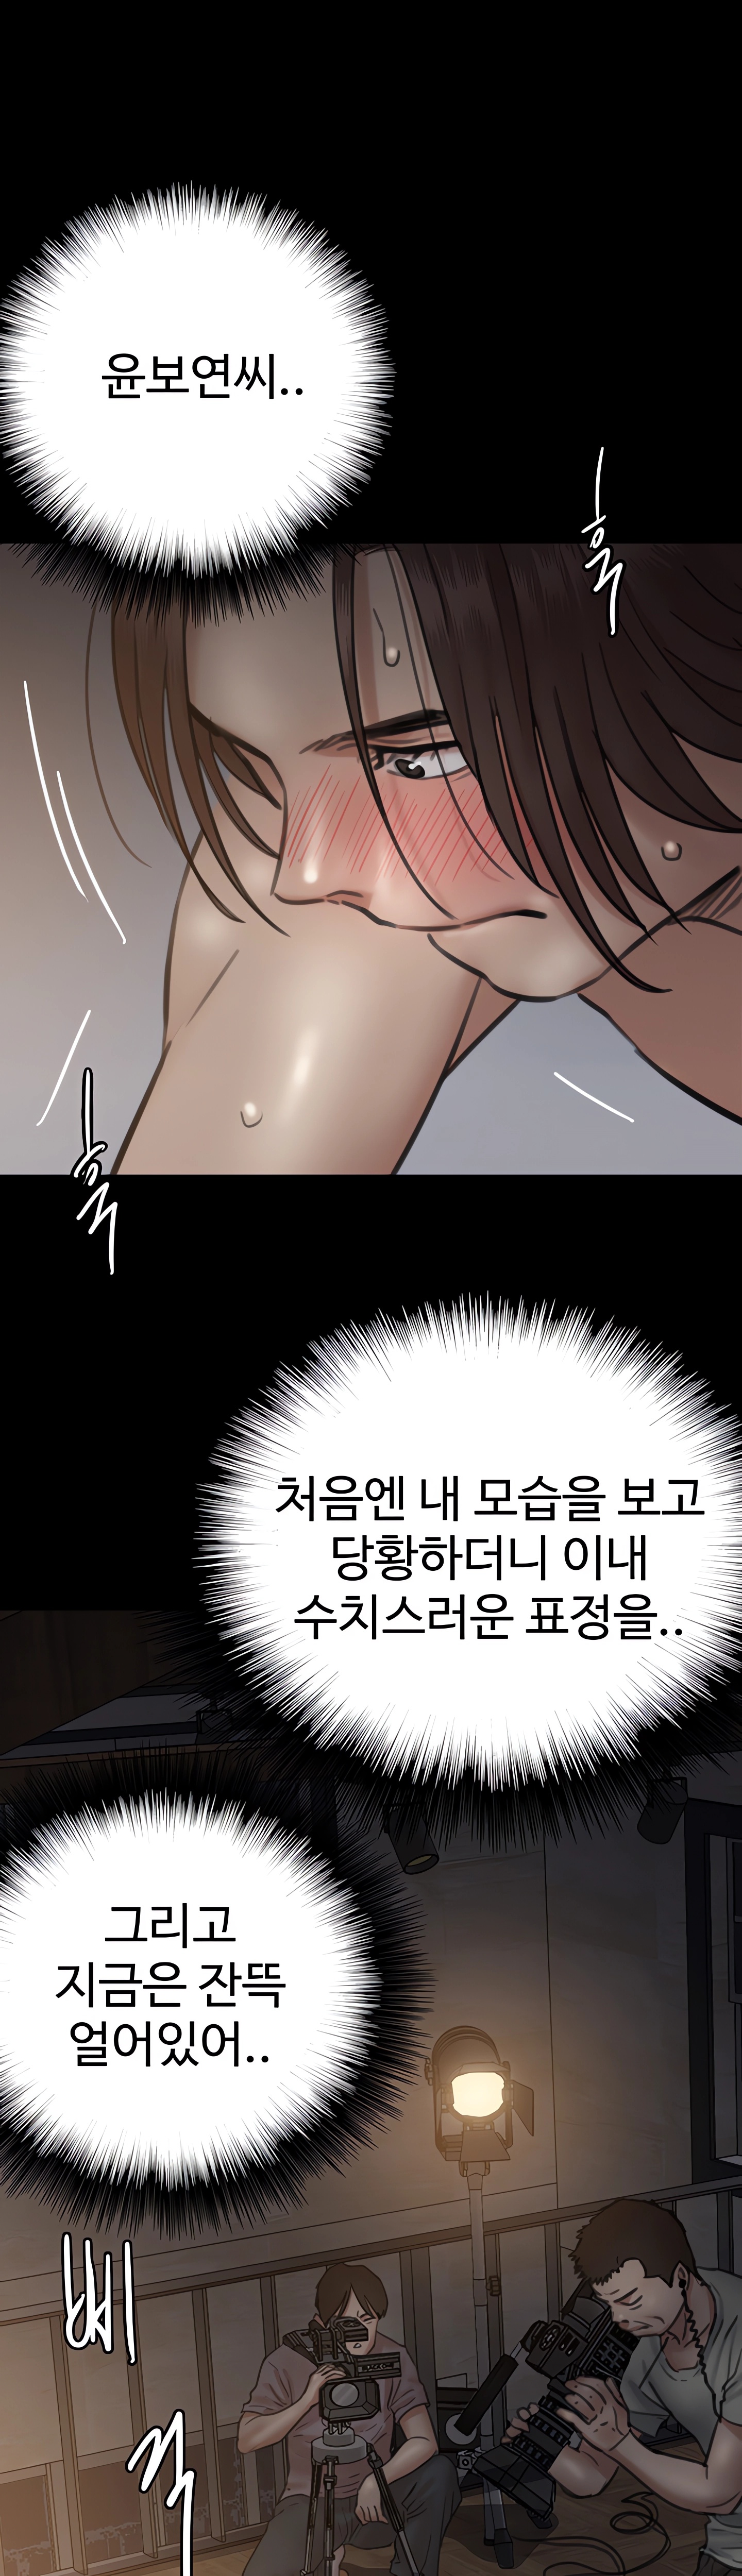 윤보연씨..
흑
흑
처음엔 내 모습을 보고
당황하더니 이내
수치스러운 표정을..
그리고
지금은 잔뜩
얼어있어..